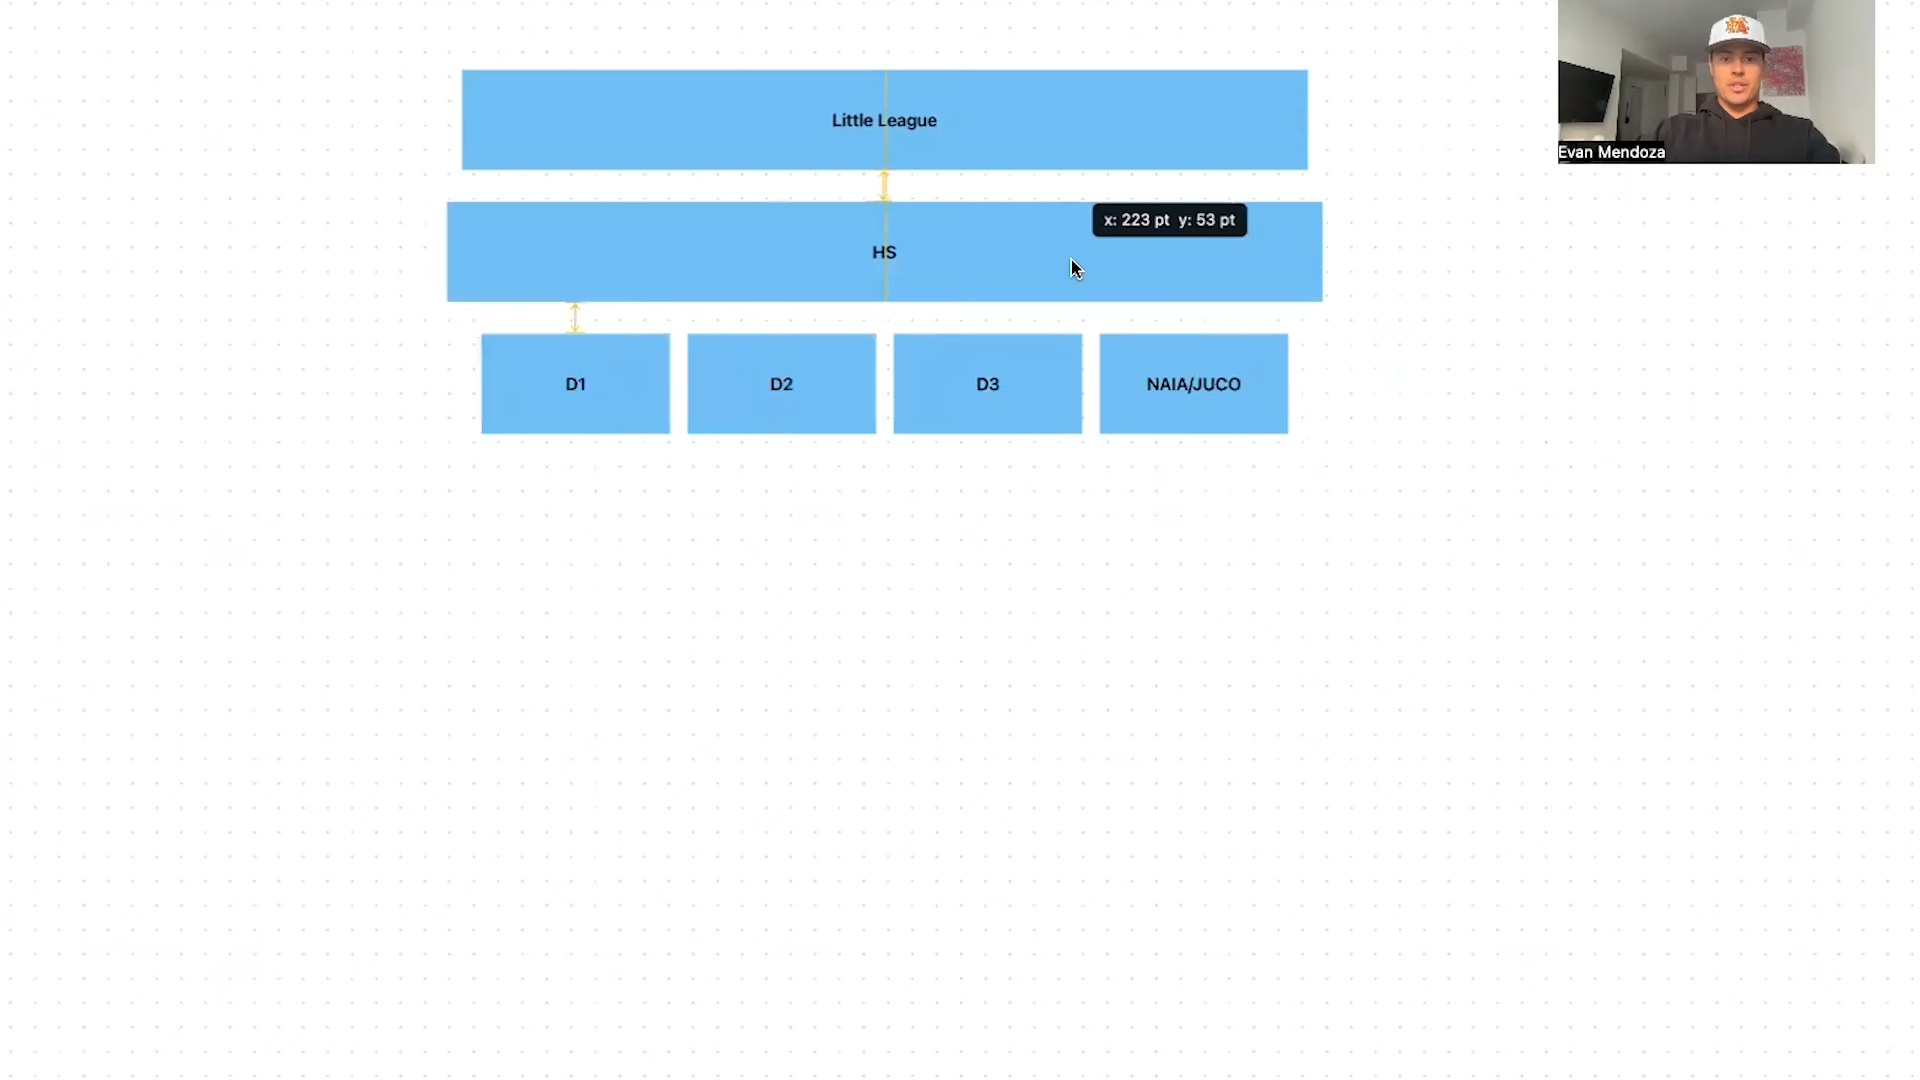 Little League
Evan Mendoza
x: 223 pt y: 53 pt
HS
D1
D2
D3
NAIA/JUCO